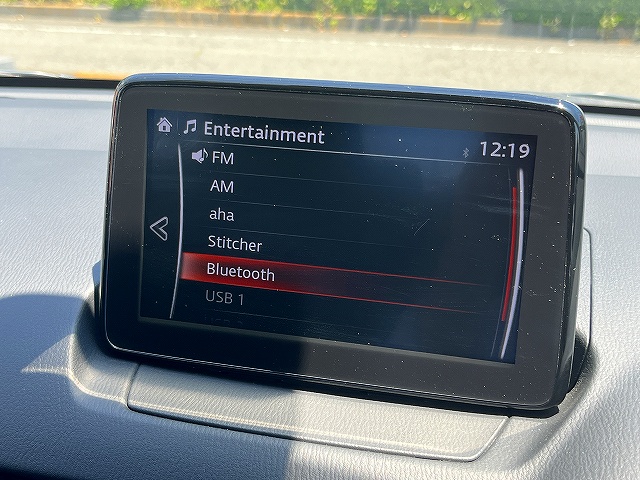 Entertainment
12:19
FM
AM
aha
Stitcher
Bluetooth
USB 1